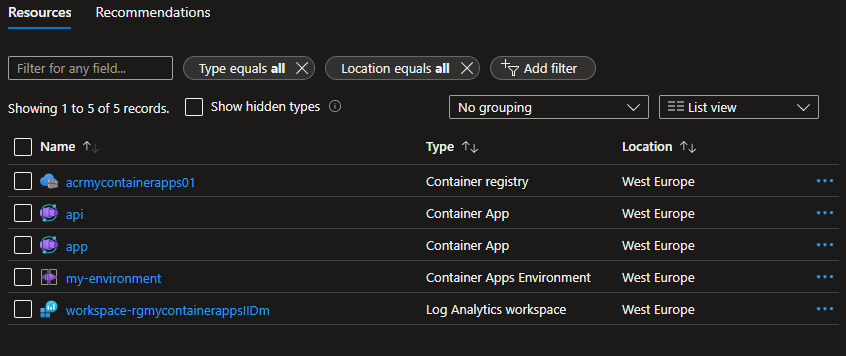 Resources Recommendations
Filter for any field... Type equals all Location equals all Add filter
Showing 1 to 5 of 5 records. Show hidden types No grouping List view
Name Type Location
acrmycontainerapps01 Container registry West Europe
api Container App West Europe
app Container App West Europe
my-environment Container Apps Environment West Europe
workspace-rgmycontainerappsIIDm Log Analytics workspace West Europe